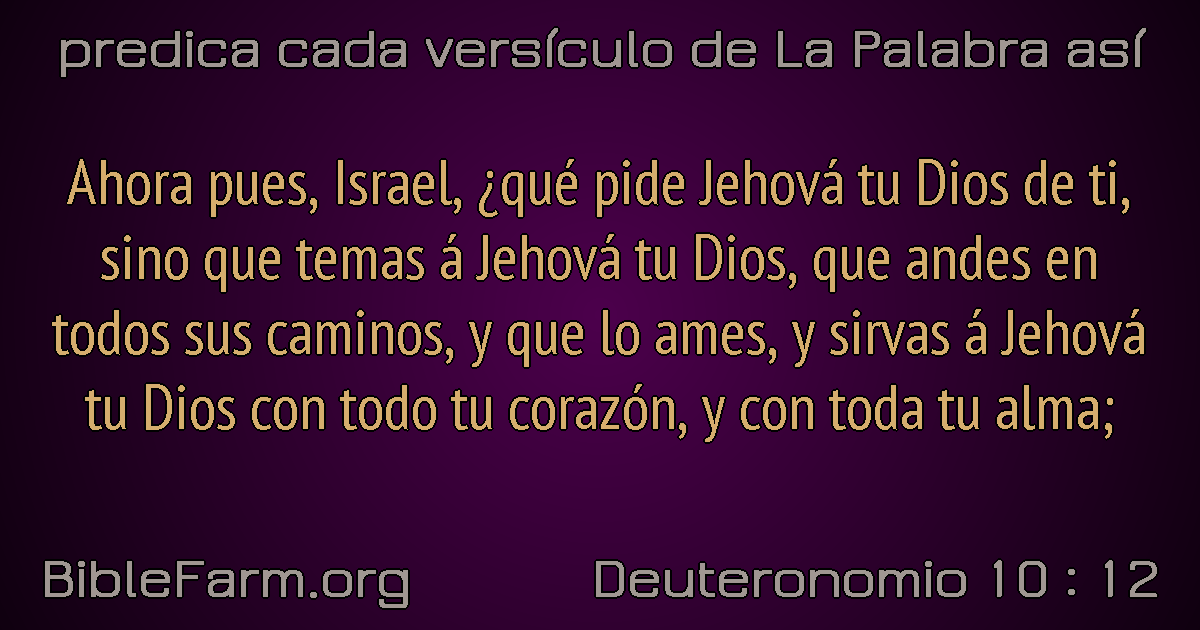 predica cada versículo de La Palabra así
Ahora pues, Israel, ¿qué pide Jehová tu Dios de ti,
sino que temas á Jehová tu Dios, que andes en
todos sus caminos, y que lo ames, y sirvas á Jehová
tu Dios con todo tu corazón, y con toda tu alma;
BibleFarm.org
Deuteronomio 10 : 12